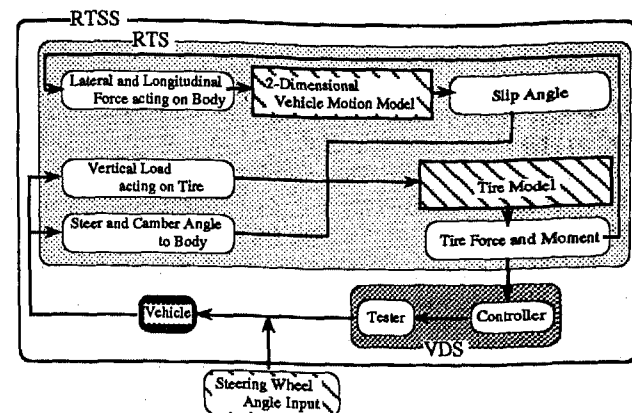 RTSS
RTS
Lateral and Longitudinal
Force acting on Body
2-Dimensional
Vehicle Motion Model
Slip Angle
Vertical Load
acting on Tire
Tire Model
Steer and Camber Angle
to Body
Tire Force and Moment
Vehicle
Tester
Controller
VDS
Steering Wheel
Angle Input